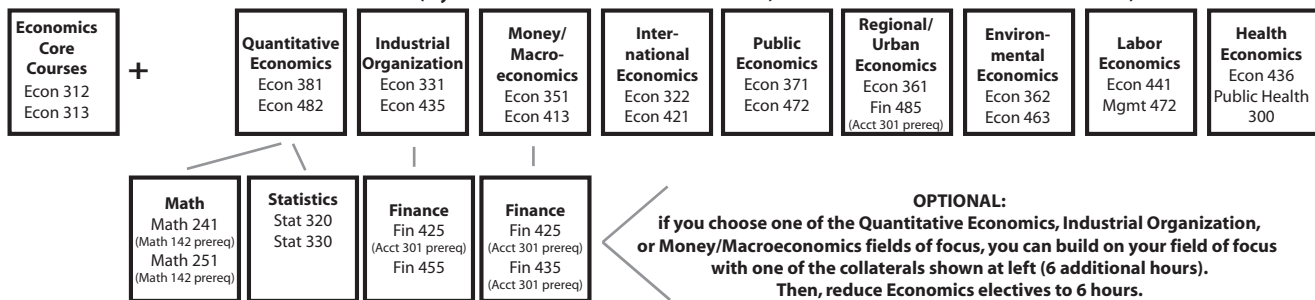 Economics
Core
Courses
Econ 312
Econ 313
+
Quantitative
Economics
Econ 381
Econ 482
Industrial
Organization
Econ 331
Econ 435
Money/
Macro-
economics
Econ 351
Econ 413
Inter-
national
Economics
Econ 322
Econ 421
Public
Economics
Econ 371
Econ 472
Regional/
Urban
Economics
Econ 361
Fin 485
(Acct 301 prereq)
Environ-
mental
Economics
Econ 362
Econ 463
Labor
Economics
Econ 441
Mgmt 472
Health
Economics
Econ 436
Public Health
300
Math
Math 241
(Math 142 prereq)
Math 251
(Math 142 prereq)
Statistics
Stat 320
Stat 330
Finance
Fin 425
(Acct 301 prereq)
Fin 455
Finance
Fin 425
(Acct 301 prereq)
Fin 435
(Acct 301 prereq)
OPTIONAL:
if you choose one of the Quantitative Economics, Industrial Organization,
or Money/Macroeconomics fields of focus, you can build on your field of focus
with one of the collaterals shown at left (6 additional hours).
Then, reduce Economics electives to 6 hours.